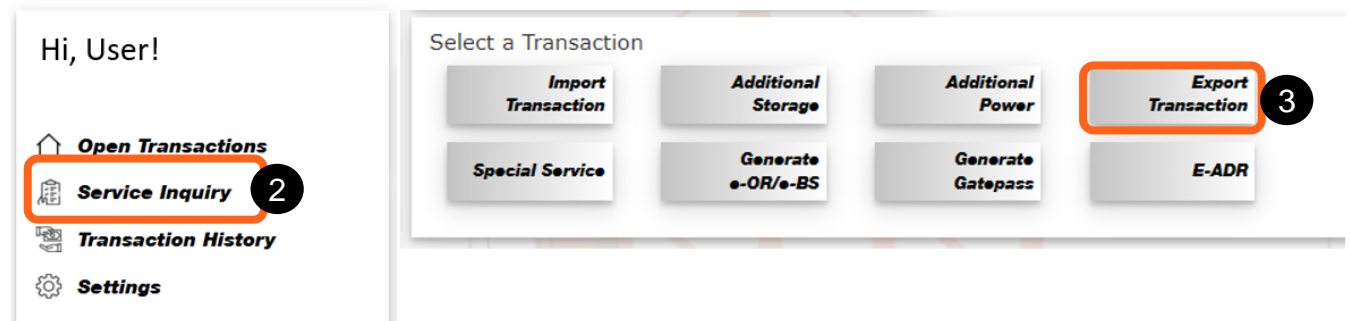 Hi, User!
Open Transactions
Service Inquiry
2
Transaction History
Settings
Select a Transaction
Import
Transaction
Additional
Storage
Additional
Power
Export
Transaction
3
Special Service
Generate
e-OR/e-BS
Generate
Gatepass
E-ADR